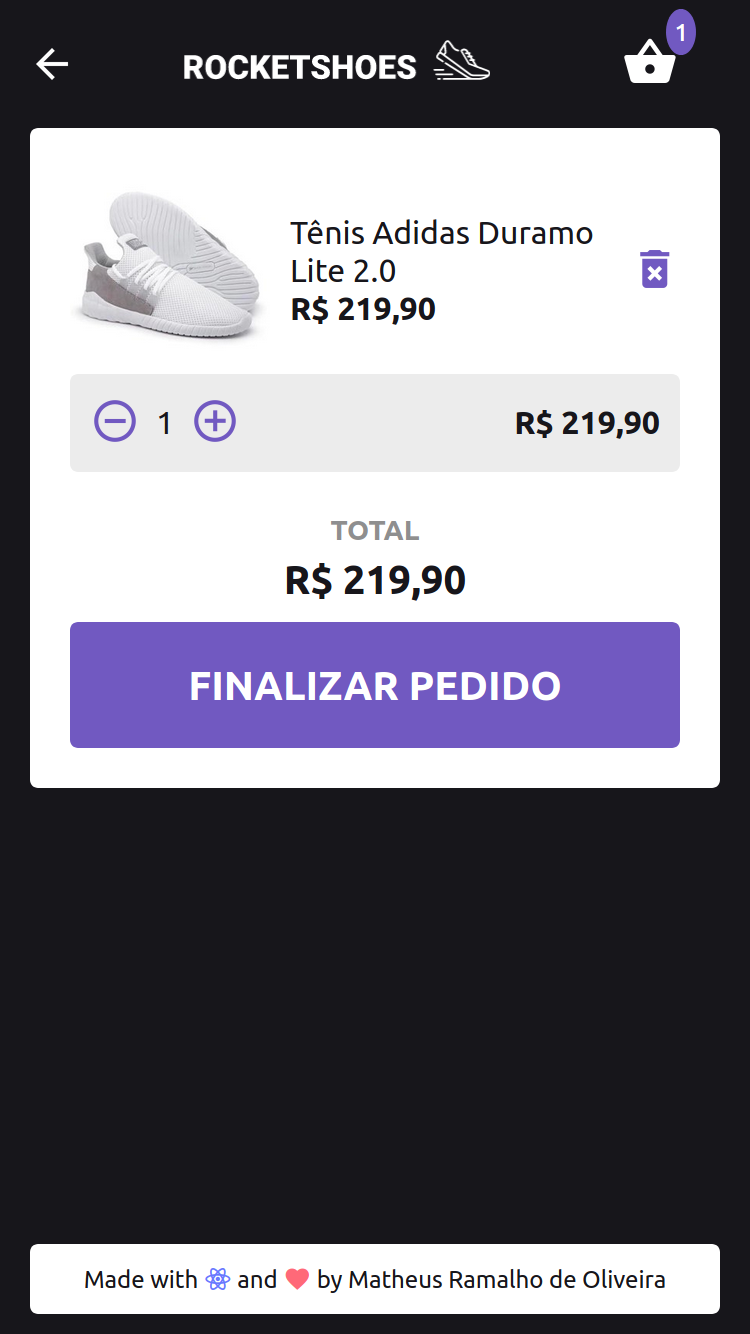 ROCKETSHOES
1
Tênis Adidas Duramo
Lite 2.0
R$ 219,90
1
R$ 219,90
TOTAL
R$ 219,90
FINALIZAR PEDIDO
Made with and by Matheus Ramalho de Oliveira